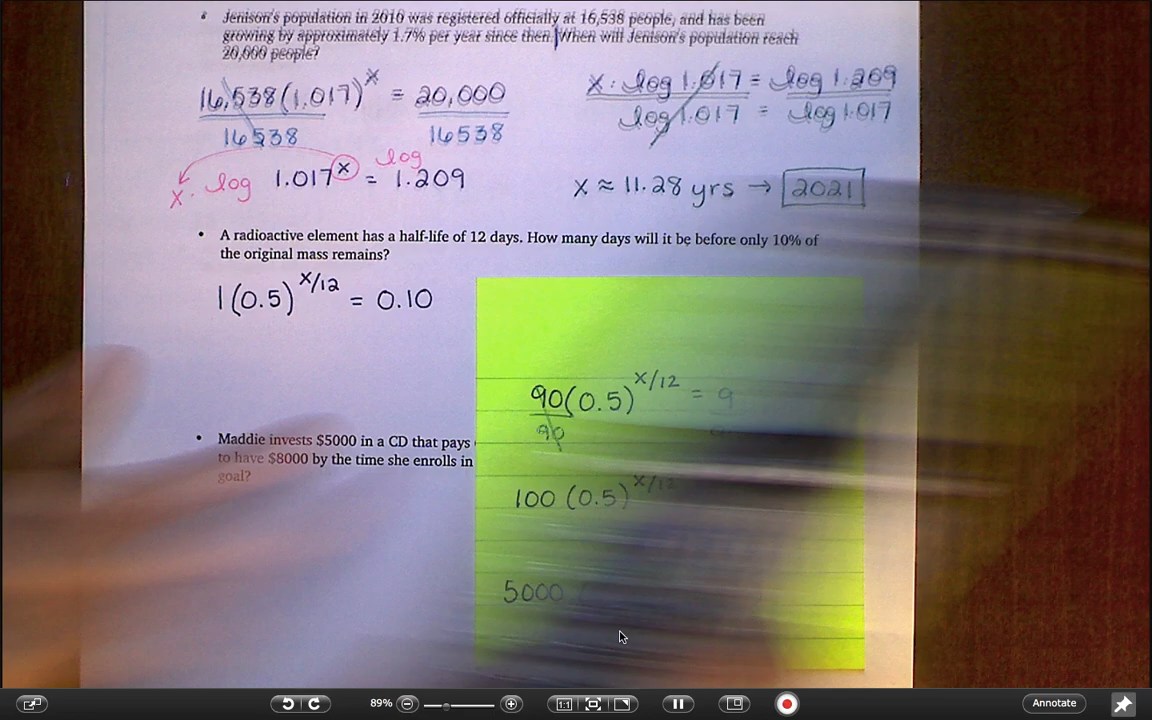 Jenison's population in 2010 was registered officially at 16,538 people, and has been
growing by approximately 1.7% per year since then. When will Jenison's population reach
20,000 people?
16,538(1.017)^x = 20,000
16538 16538
x · log 1.017^x = log 1.209
x · log 1.017 = log 1.209
log 1.017 = log 1.017
x ≈ 11.28 yrs → 2021
• A radioactive element has a half-life of 12 days. How many days will it be before only 10% of
the original mass remains?
1(0.5)^x/12 = 0.10
90(0.5)^x/12 = 9
90
100 (0.5)^x/12
5000
• Maddie invests $5000 in a CD that pays
to have $8000 by the time she enrolls in
goal?
89%
1:1
Annotate